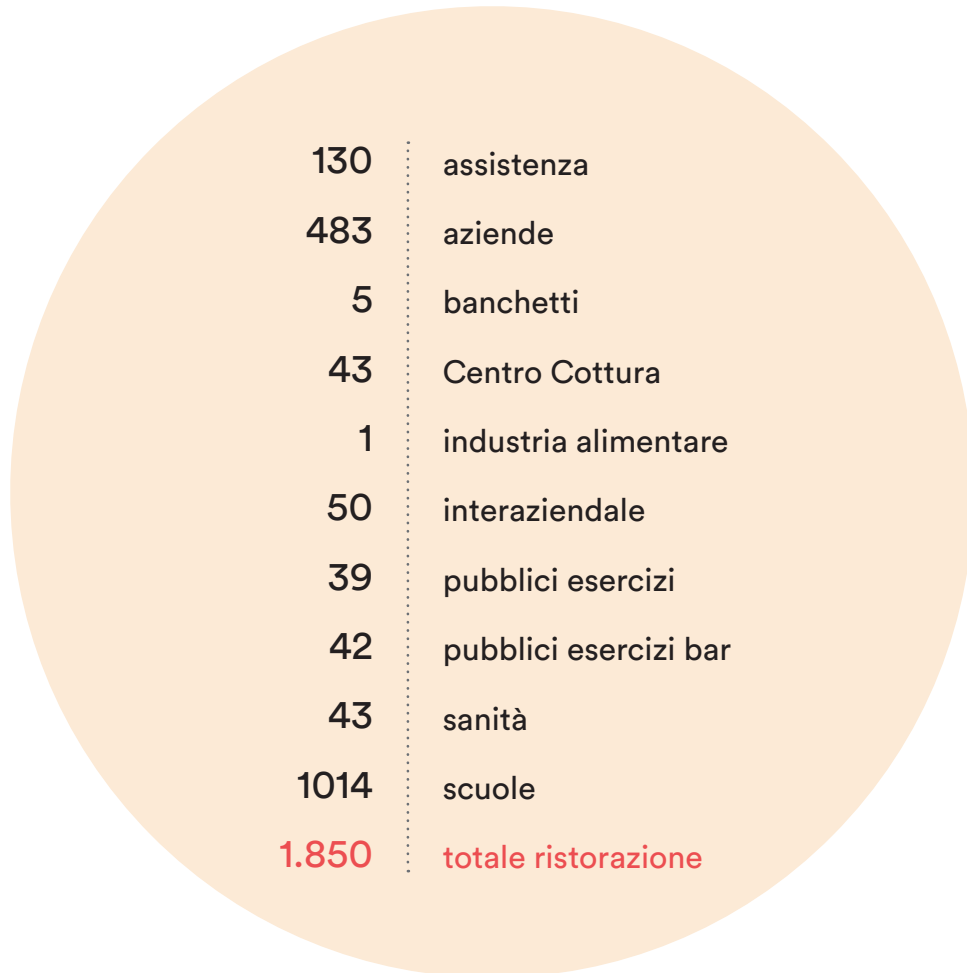 130 assistenza
483 aziende
5 banchetti
43 Centro Cottura
1 industria alimentare
50 interaziendale
39 pubblici esercizi
42 pubblici esercizi bar
43 sanità
1014 scuole
1.850 totale ristorazione